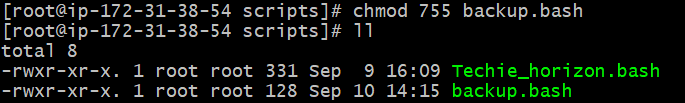 [root@ip-172-31-38-54 scripts]# chmod 755 backup.bash
[root@ip-172-31-38-54 scripts]# ll
total 8
-rwxr-xr-x. 1 root root 331 Sep  9 16:09 Techie_horizon.bash
-rwxr-xr-x. 1 root root 128 Sep 10 14:15 backup.bash